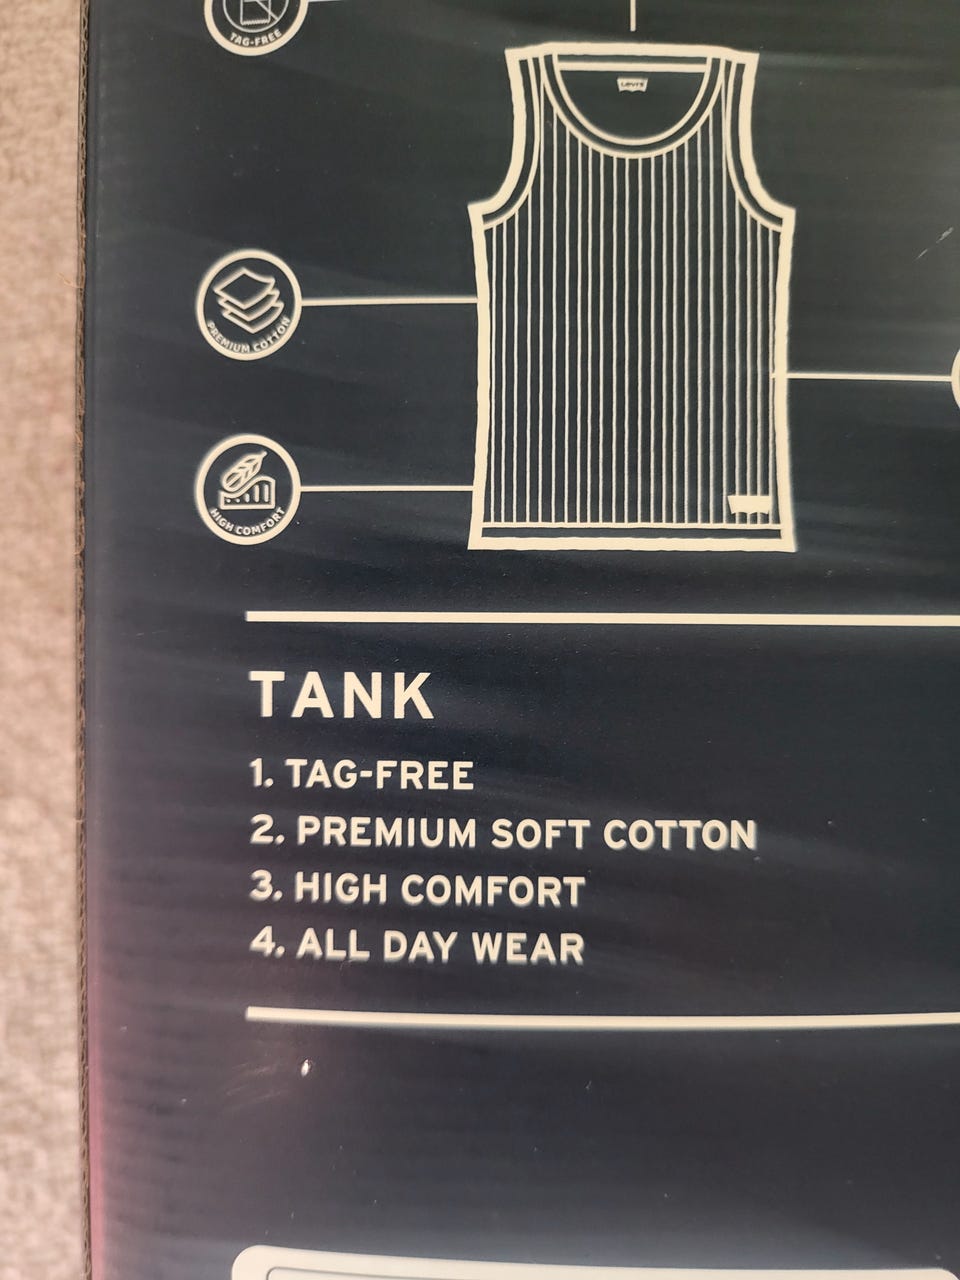 TAG-FREE
Levi's
PREMIUM COTTON
HIGH COMFORT
TANK
1. TAG-FREE
2. PREMIUM SOFT COTTON
3. HIGH COMFORT
4. ALL DAY WEAR